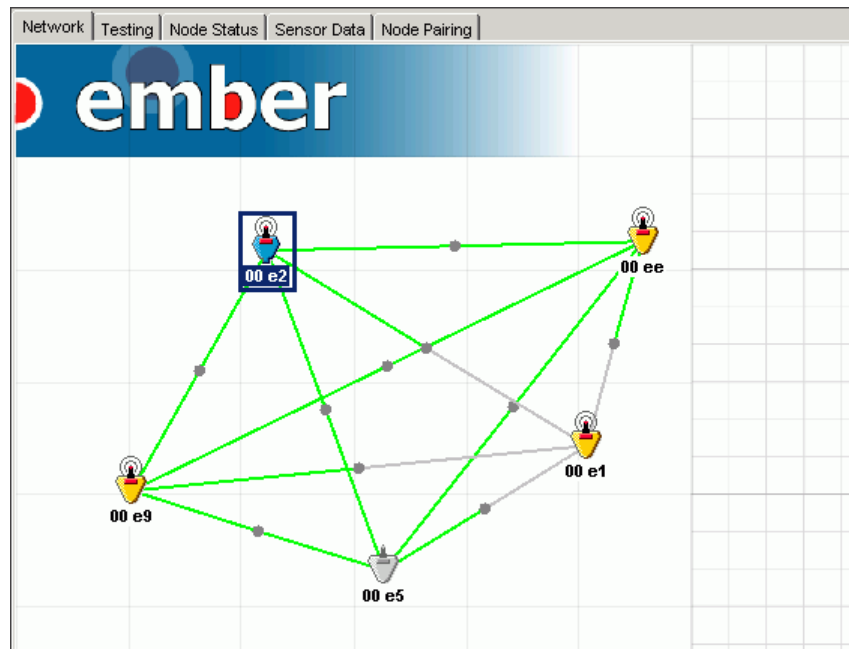 Network Testing Node Status Sensor Data Node Pairing
ember
00 e2
00 ee
00 e1
00 e9
00 e5